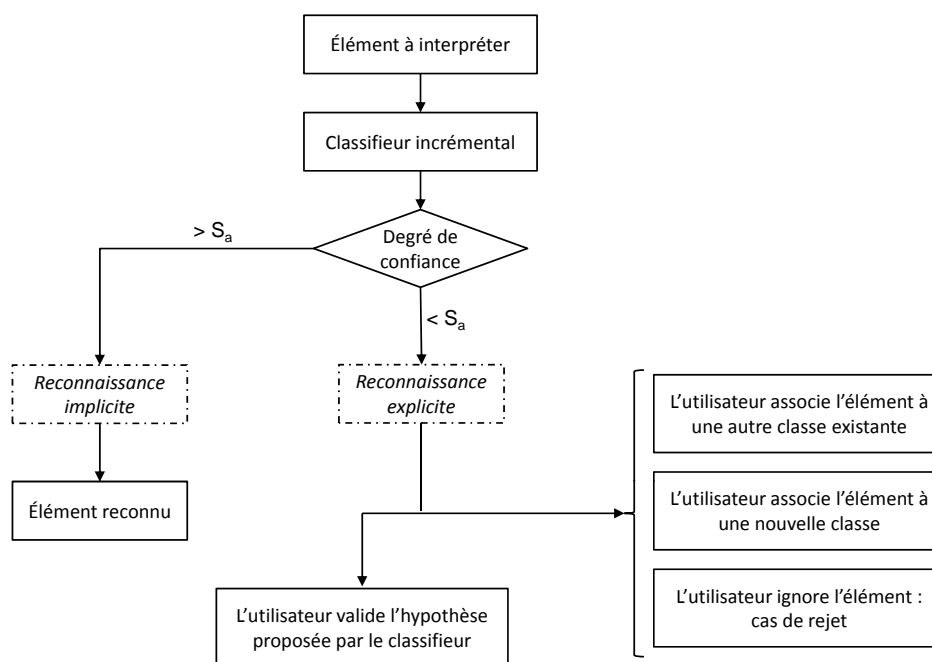 Élément à interpréter
Classifieur incrémental
Degré de
confiance
> Sa
< Sa
Reconnaissance
implicite
Reconnaissance
explicite
Élément reconnu
L'utilisateur valide l'hypothèse
proposée par le classifieur
L'utilisateur associe l'élément à
une autre classe existante
L'utilisateur associe l'élément à
une nouvelle classe
L'utilisateur ignore l'élément :
cas de rejet